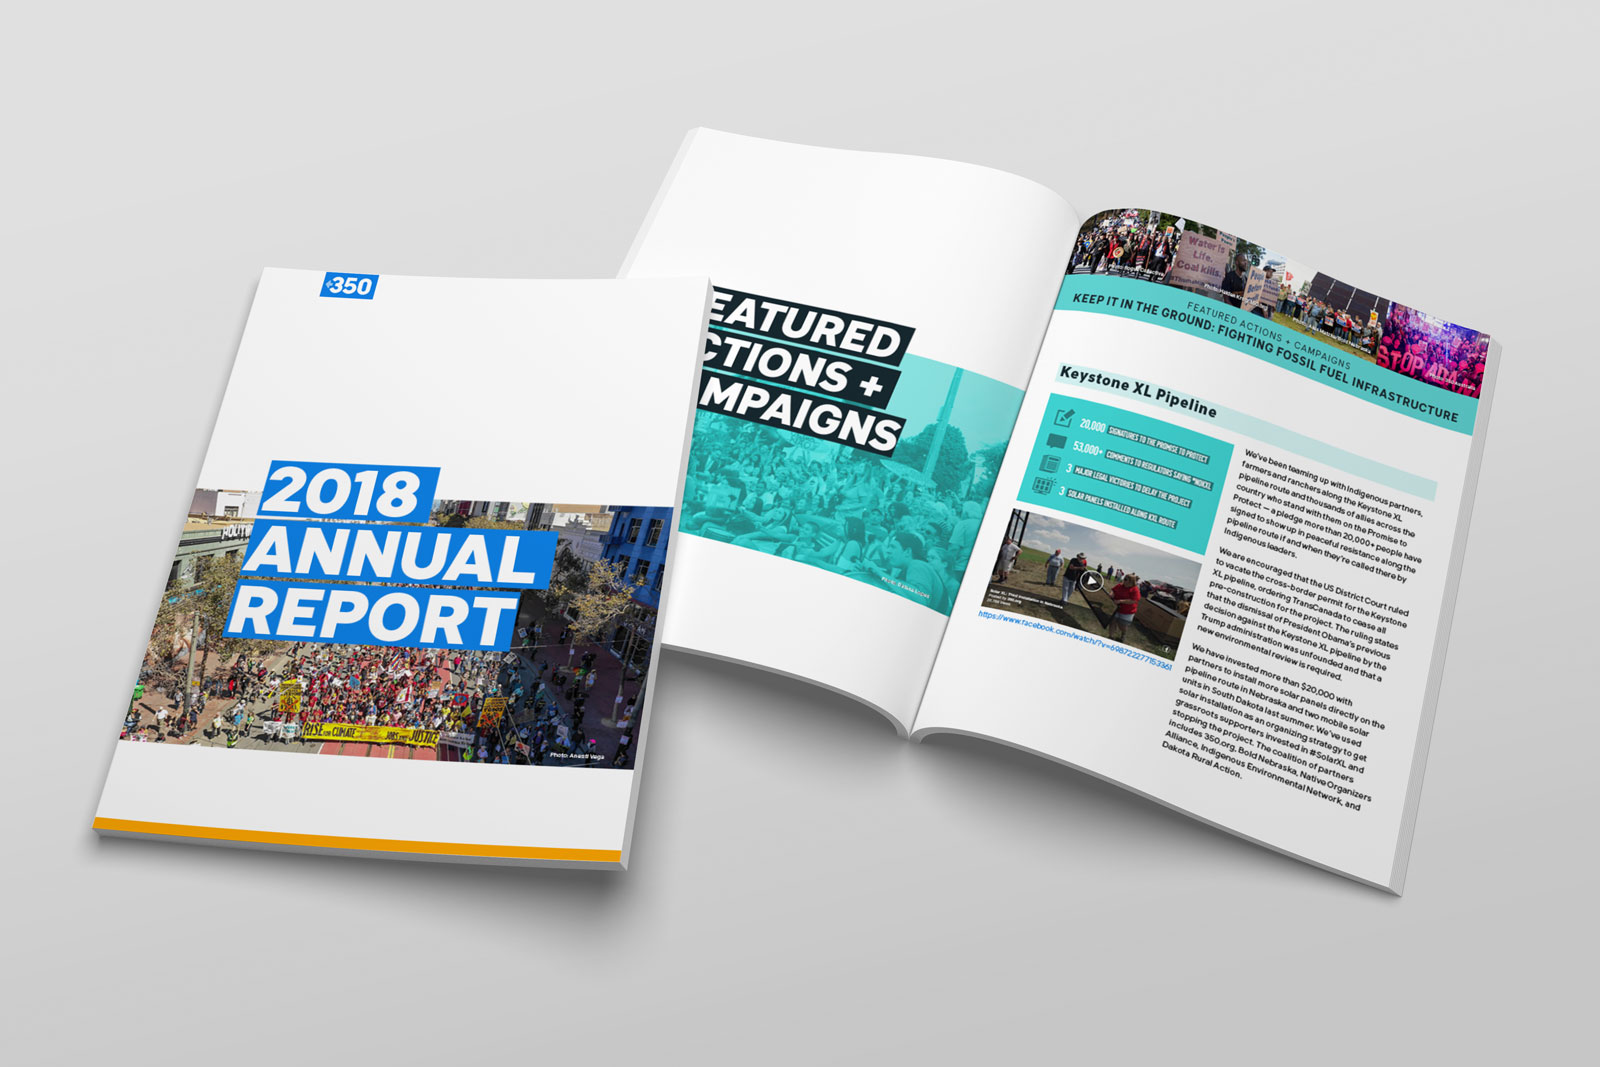 350
2018
ANNUAL
REPORT
RISE FOR CLIMATE JOBS AND JUSTICE
Photo: Anesti Vega
EATURED
CTIONS +
MPAIGNS
Water is
Life.
Coal kills.
STOP ADA
FEATURED ACTIONS + CAMPAIGNS
KEEP IT IN THE GROUND: FIGHTING FOSSIL FUEL INFRASTRUCTURE
Keystone XL Pipeline
20,000 SIGNATURES TO THE PROMISE TO PROTECT
53,000+ COMMENTS TO REGULATORS SAYING "NOKXL
3 MAJOR LEGAL VICTORIES TO DELAY THE PROJECT
3 SOLAR PANELS INSTALLED ALONG KXL ROUTE
https://www.facebook.com/watch/?v=698722277153361
We've been teaming up with Indigenous partners,
farmers and ranchers along the Keystone XL
pipeline route and thousands of allies across the
country who stand with them on the Promise to
Protect — a pledge more than 20,000+ people have
signed to show up in peaceful resistance along the
pipeline route if and when they're called there by
Indigenous leaders.
We are encouraged that the US District Court ruled
to vacate the cross-border permit for the Keystone
XL pipeline, ordering TransCanada to cease all
pre-construction for the project. The ruling states
that the dismissal of President Obama's previous
decision against the Keystone XL pipeline by the
Trump administration was unfounded and that a
new environmental review is required.
We have invested more than $20,000 with
partners to install more solar panels directly on the
pipeline route in Nebraska and two mobile solar
units in South Dakota last summer. We've used
solar installation as an organizing strategy to get
grassroots supporters invested in #SolarXL and
stopping the project. The coalition of partners
includes 350.org, Bold Nebraska, Native Organizers
Alliance, Indigenous Environmental Network, and
Dakota Rural Action.